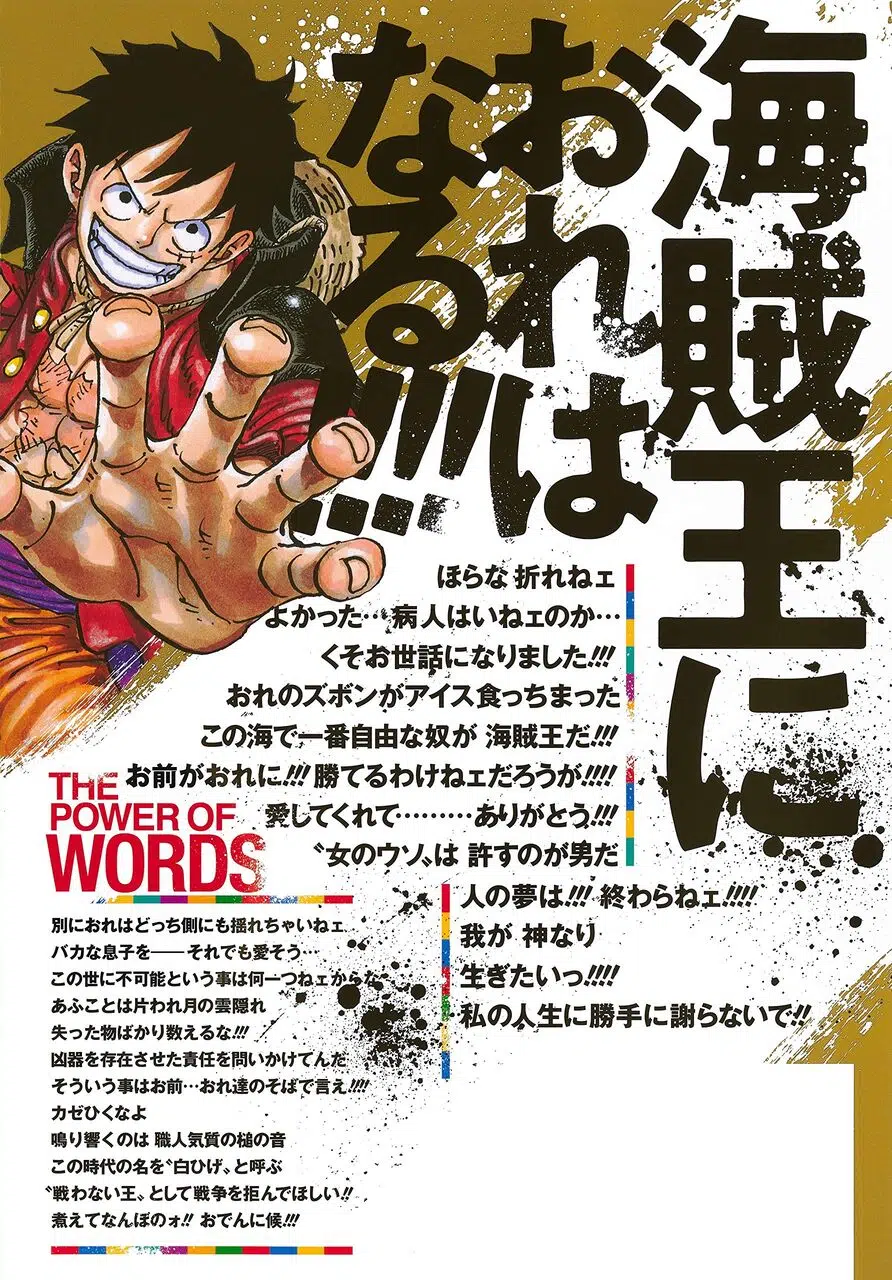 海賊王に
おれは
なる!!!!
ほらな 折れねェ
よかった…病人はいねェのか…
くそお世話になりました!!!
おれのズボンがアイス食っちまった
この海で一番自由な奴が 海賊王だ!!!
お前がおれに!!! 勝てるわけねェだろうが!!!!
愛してくれて………ありがとう!!!
〝女のウソ〟は 許すのが男だ
人の夢は!!! 終わらねェ!!!!
我が 神なり
生ぎたいっ!!!!
私の人生に勝手に謝らないで!!
THE
POWER OF
WORDS
別におれはどっち側にも揺れちゃいねェ
バカな息子を――それでも愛そう…
この世に不可能という事は何一つねェからな
あふことは片われ月の雲隠れ
失った物ばかり数えるな!!!
凶器を存在させた責任を問いかけてんだ
そういう事はお前…おれ達のそばで言え!!!!
カゼひくなよ
鳴り響くのは 職人気質の槌の音
この時代の名を〝白ひげ〟と呼ぶ
〝戦わない王〟として戦争を拒んでほしい!!
煮えてなんぼのォ!! おでんに候!!!